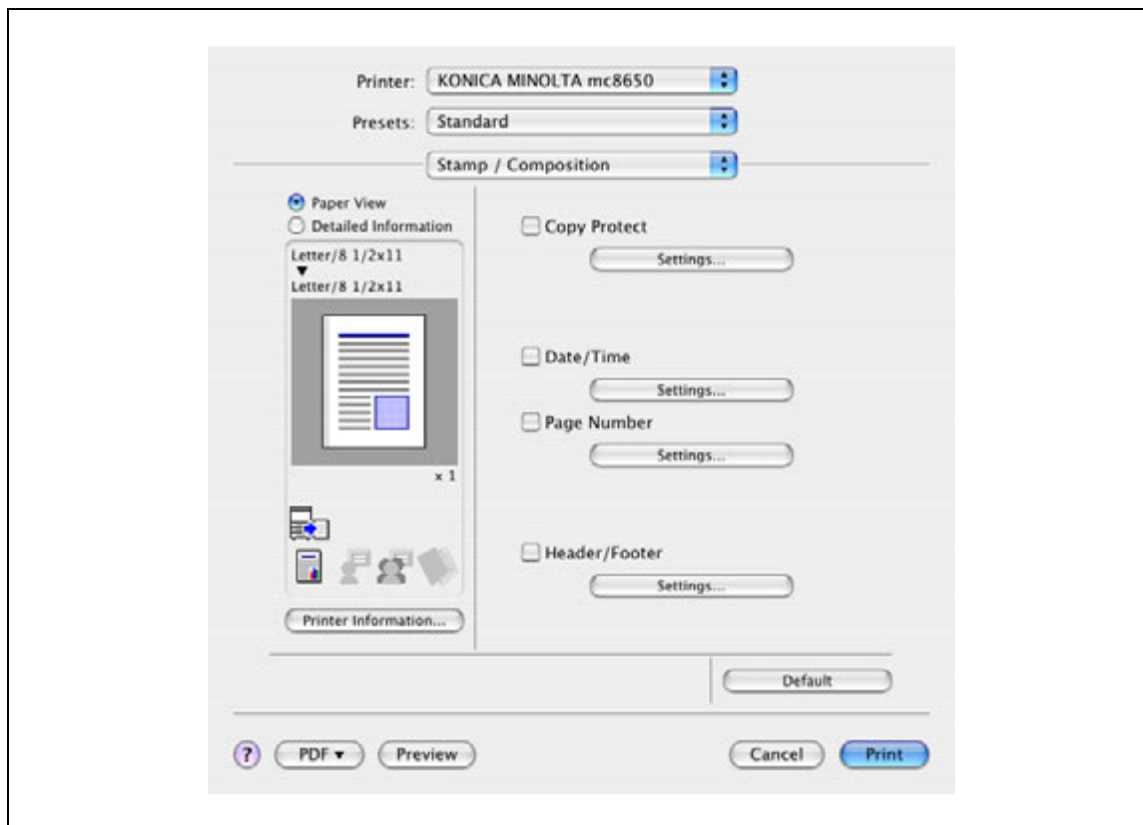 Printer: KONICA MINOLTA mc8650
Presets: Standard
Stamp / Composition
Paper View
Detailed Information
Letter/8 1/2x11
Letter/8 1/2x11
x 1
Printer Information...
Copy Protect
Settings...
Date/Time
Settings...
Page Number
Settings...
Header/Footer
Settings...
Default
? PDF Preview Cancel Print